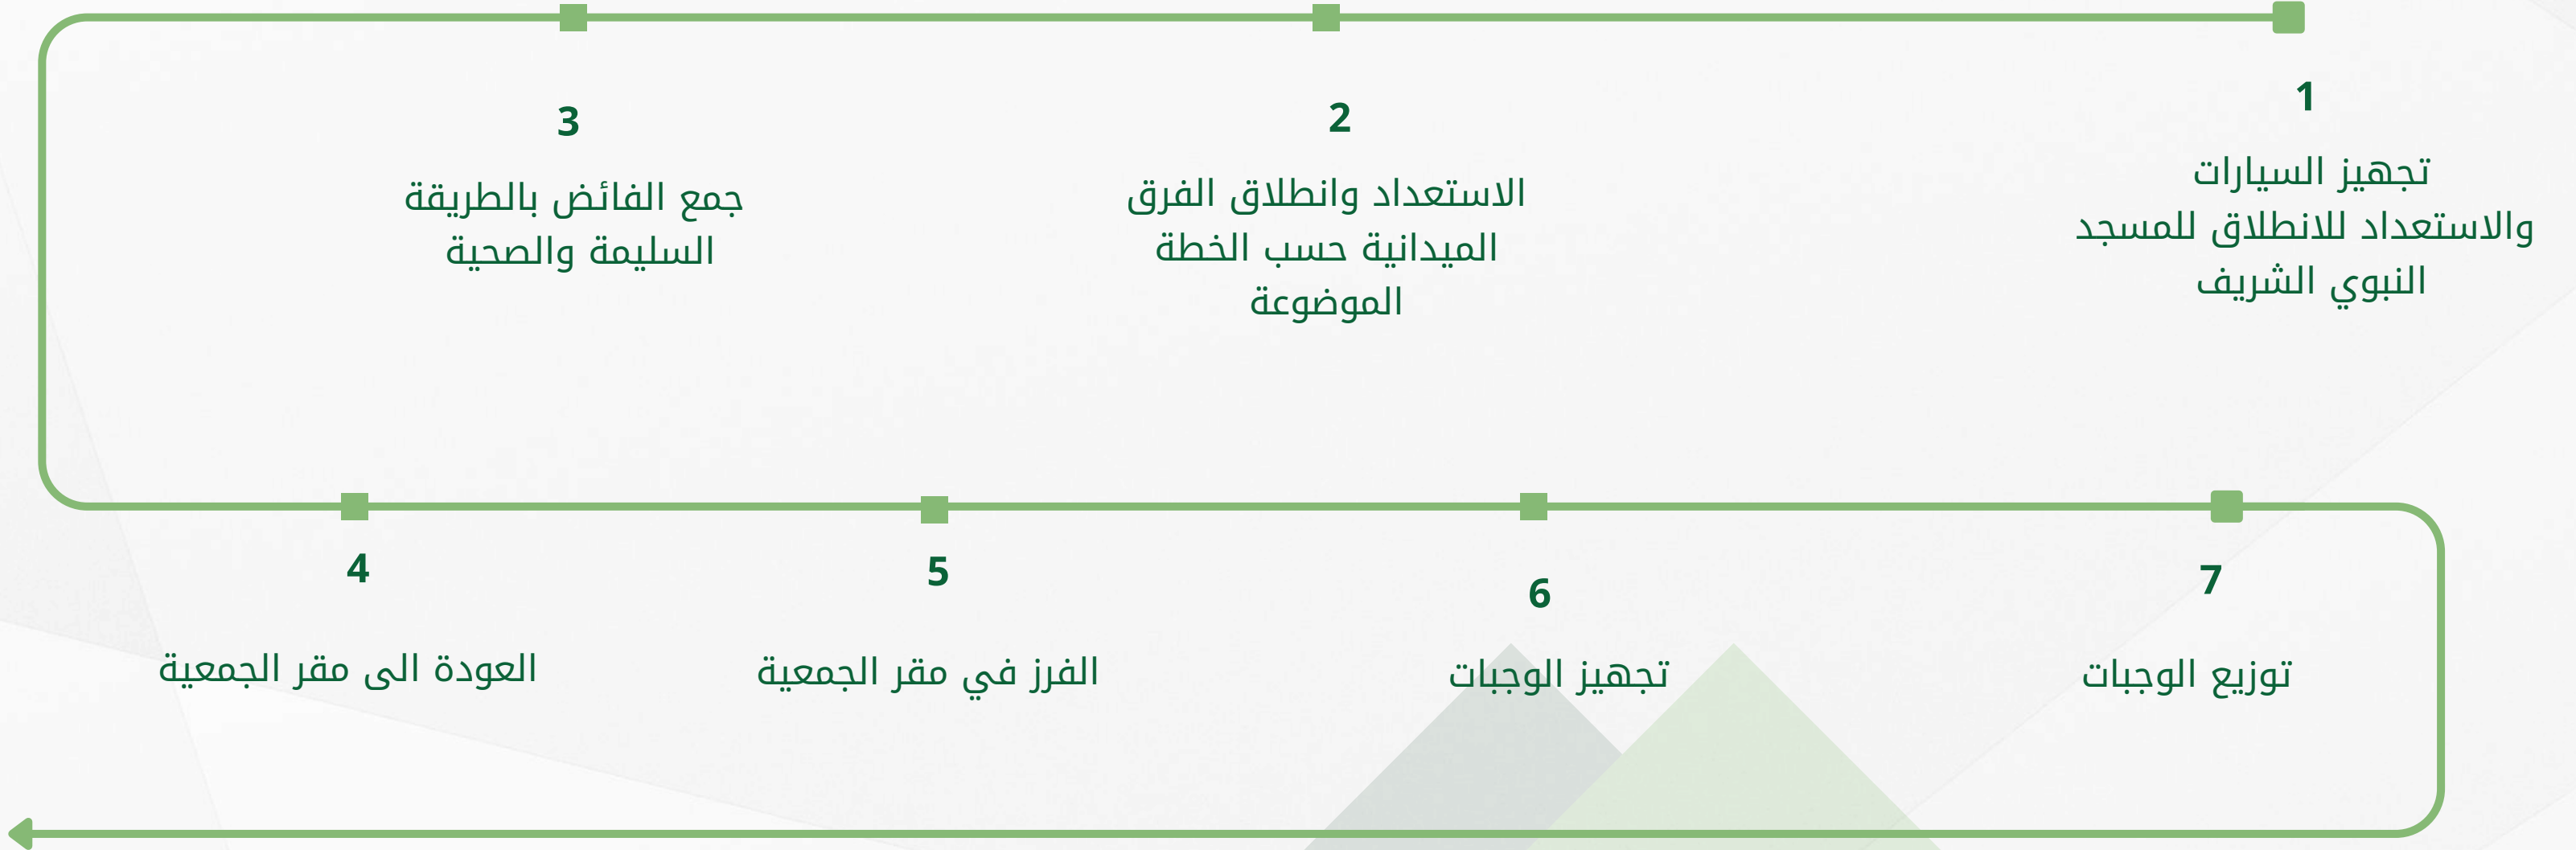 1
تجهيز السيارات
والاستعداد للانطلاق للمسجد
النبوي الشريف
2
الاستعداد وانطلاق الفرق
الميدانية حسب الخطة
الموضوعة
3
جمع الفائض بالطريقة
السليمة والصحية
4
العودة الى مقر الجمعية
5
الفرز في مقر الجمعية
6
تجهيز الوجبات
7
توزيع الوجبات